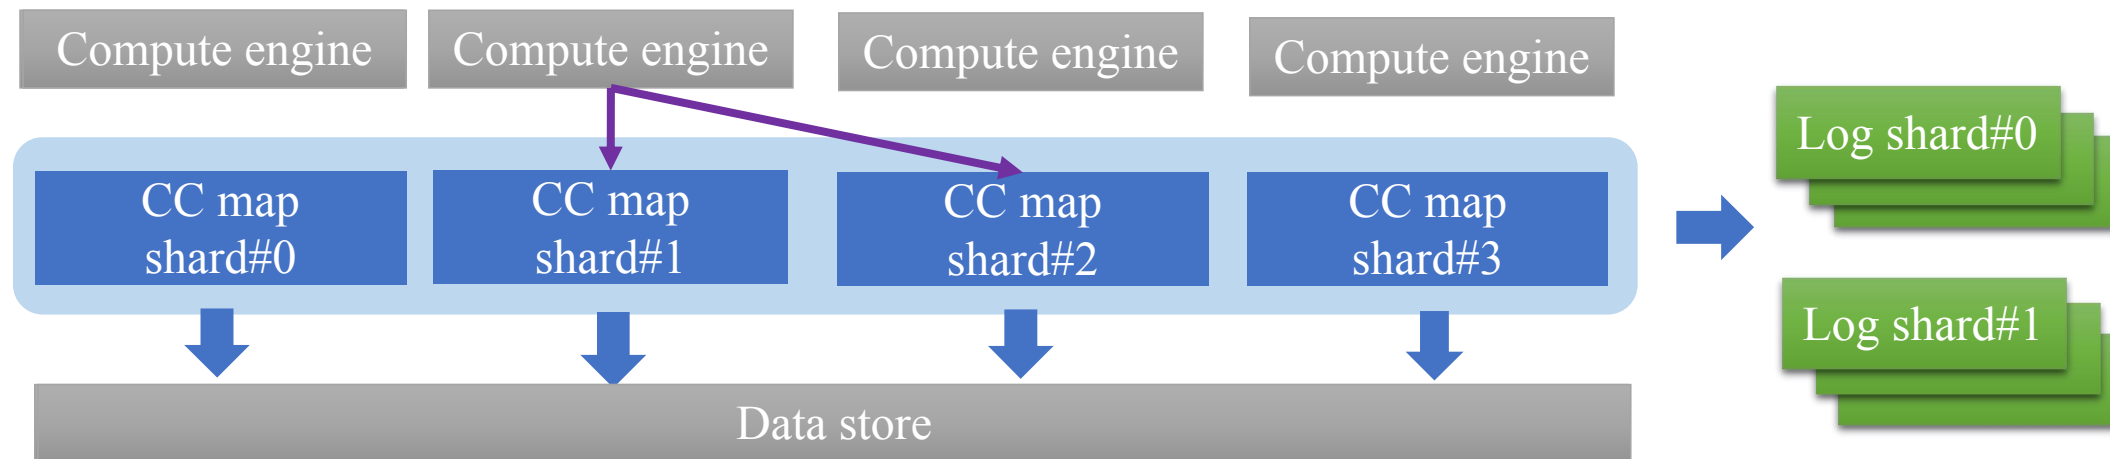 Compute engine
Compute engine
Compute engine
Compute engine
CC map
shard#0
CC map
shard#1
CC map
shard#2
CC map
shard#3
Log shard#0
Log shard#1
Data store